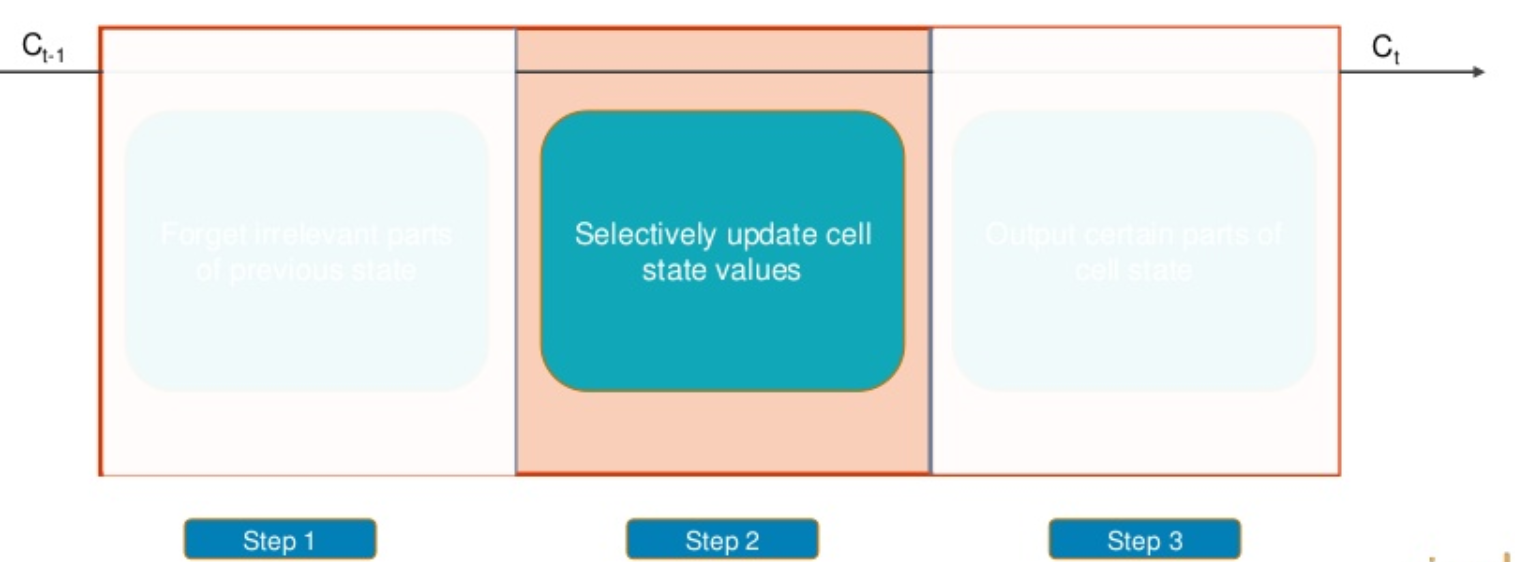 C_t-1
C_t
Forget irrelevant parts
of previous state
Selectively update cell
state values
Output certain parts of
cell state
Step 1
Step 2
Step 3